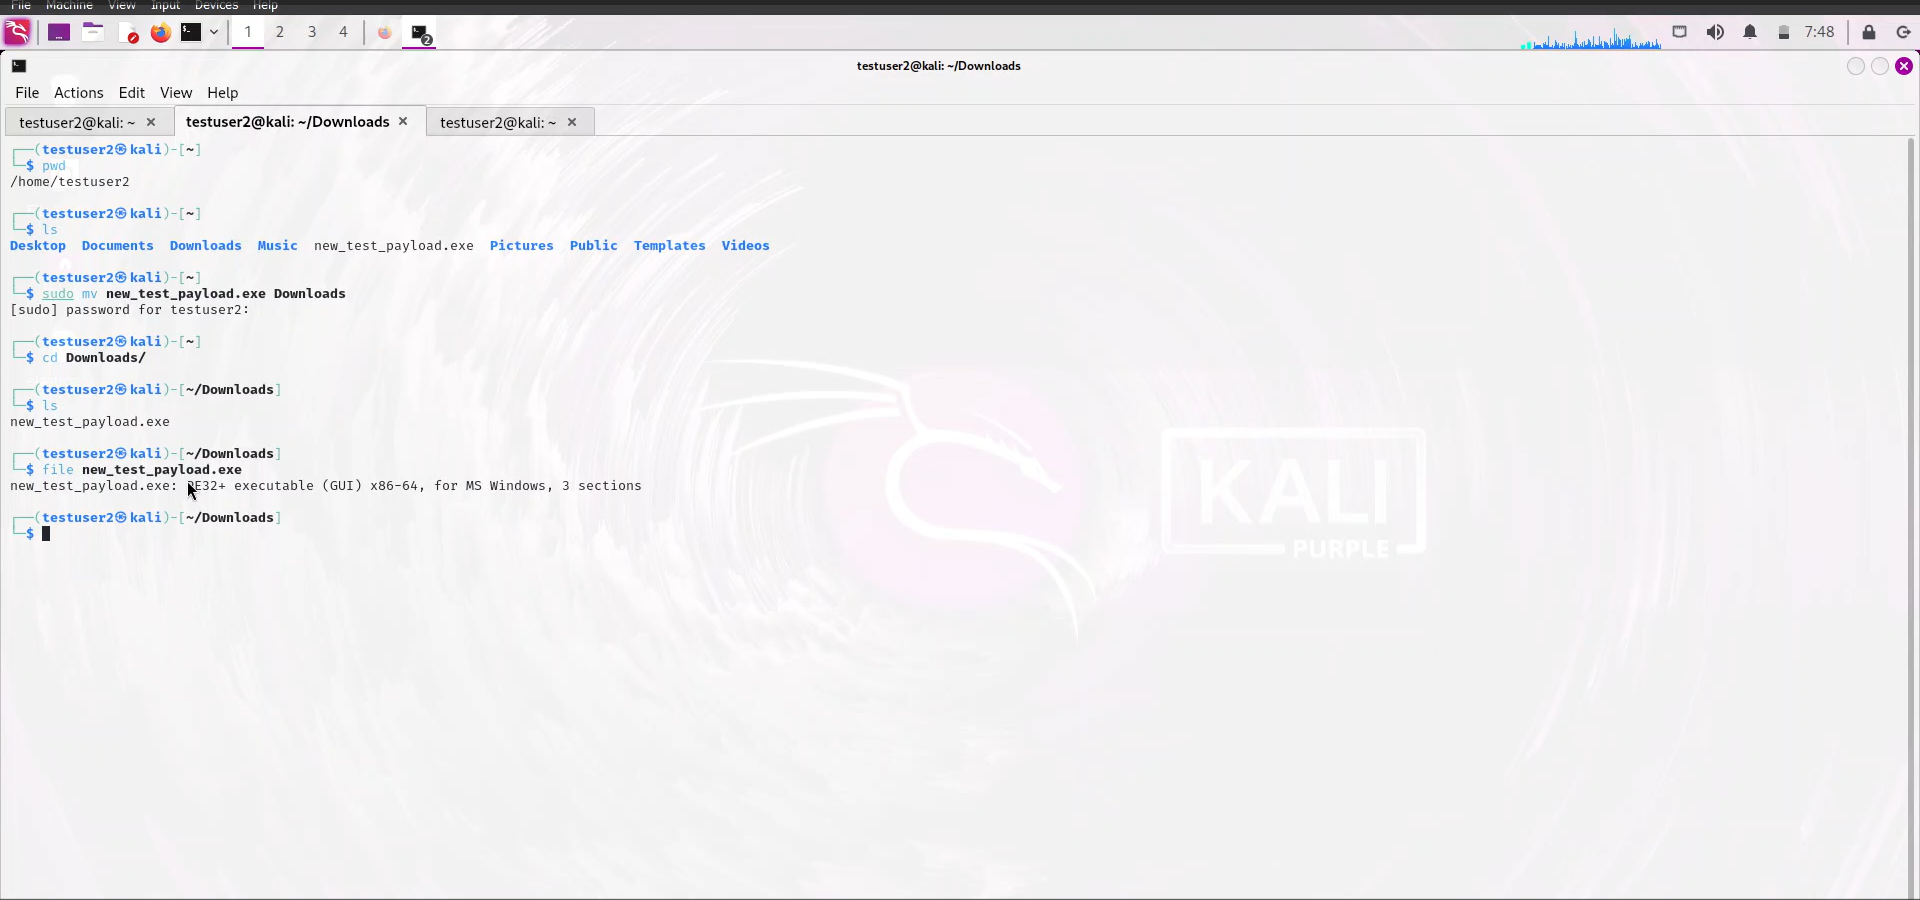 File Machine View Input Devices Help
1 2 3 4 2 7:48
testuser2@kali: ~/Downloads
File Actions Edit View Help
testuser2@kali: ~ × testuser2@kali: ~/Downloads × testuser2@kali: ~ ×
┌──(testuser2㉿kali)-[~]
└─$ pwd
/home/testuser2
┌──(testuser2㉿kali)-[~]
└─$ ls
Desktop Documents Downloads Music new_test_payload.exe Pictures Public Templates Videos
┌──(testuser2㉿kali)-[~]
└─$ sudo mv new_test_payload.exe Downloads
[sudo] password for testuser2:
┌──(testuser2㉿kali)-[~]
└─$ cd Downloads/
┌──(testuser2㉿kali)-[~/Downloads]
└─$ ls
new_test_payload.exe
┌──(testuser2㉿kali)-[~/Downloads]
└─$ file new_test_payload.exe
new_test_payload.exe: PE32+ executable (GUI) x86-64, for MS Windows, 3 sections
┌──(testuser2㉿kali)-[~/Downloads]
└─$
KALI
PURPLE